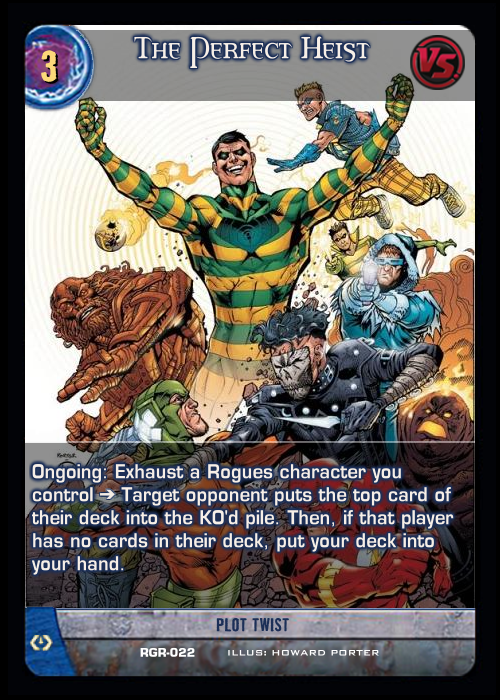 The Perfect Heist
3
VS
Ongoing: Exhaust a Rogues character you
control ➔ Target opponent puts the top card of
their deck into the KO'd pile. Then, if that player
has no cards in their deck, put your deck into
your hand.
PLOT TWIST
RGR-022 ILLUS: HOWARD PORTER